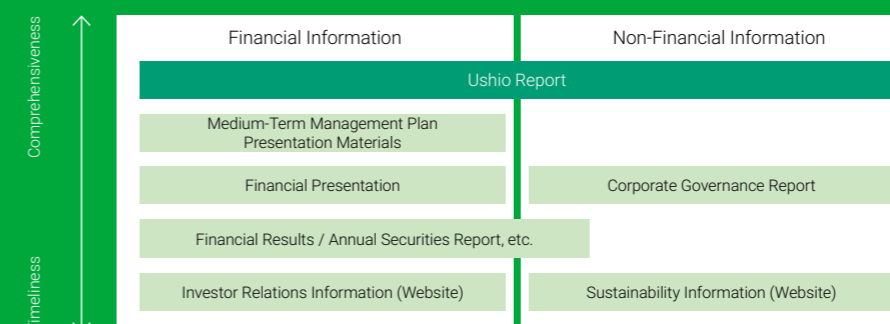 Comprehensiveness
Financial Information
Non-Financial Information
Ushio Report
Medium-Term Management Plan
Presentation Materials
Financial Presentation
Corporate Governance Report
Financial Results / Annual Securities Report, etc.
Investor Relations Information (Website)
Sustainability Information (Website)
Timeliness